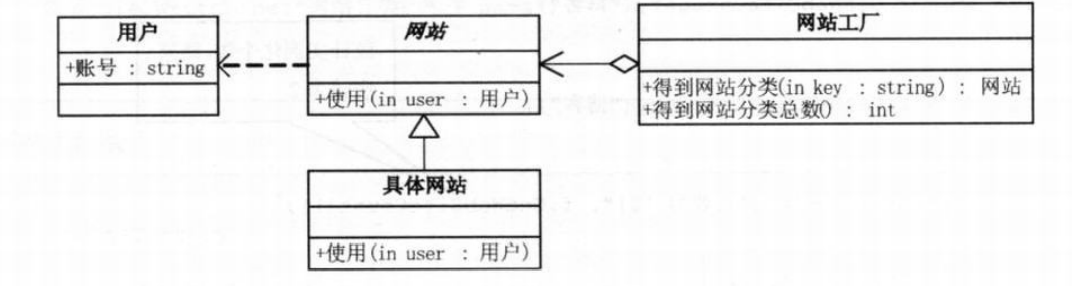 用户
+账号 : string
网站
+使用(in user : 用户)
网站工厂
+得到网站分类(in key : string) : 网站
+得到网站分类总数() : int
具体网站
+使用(in user : 用户)